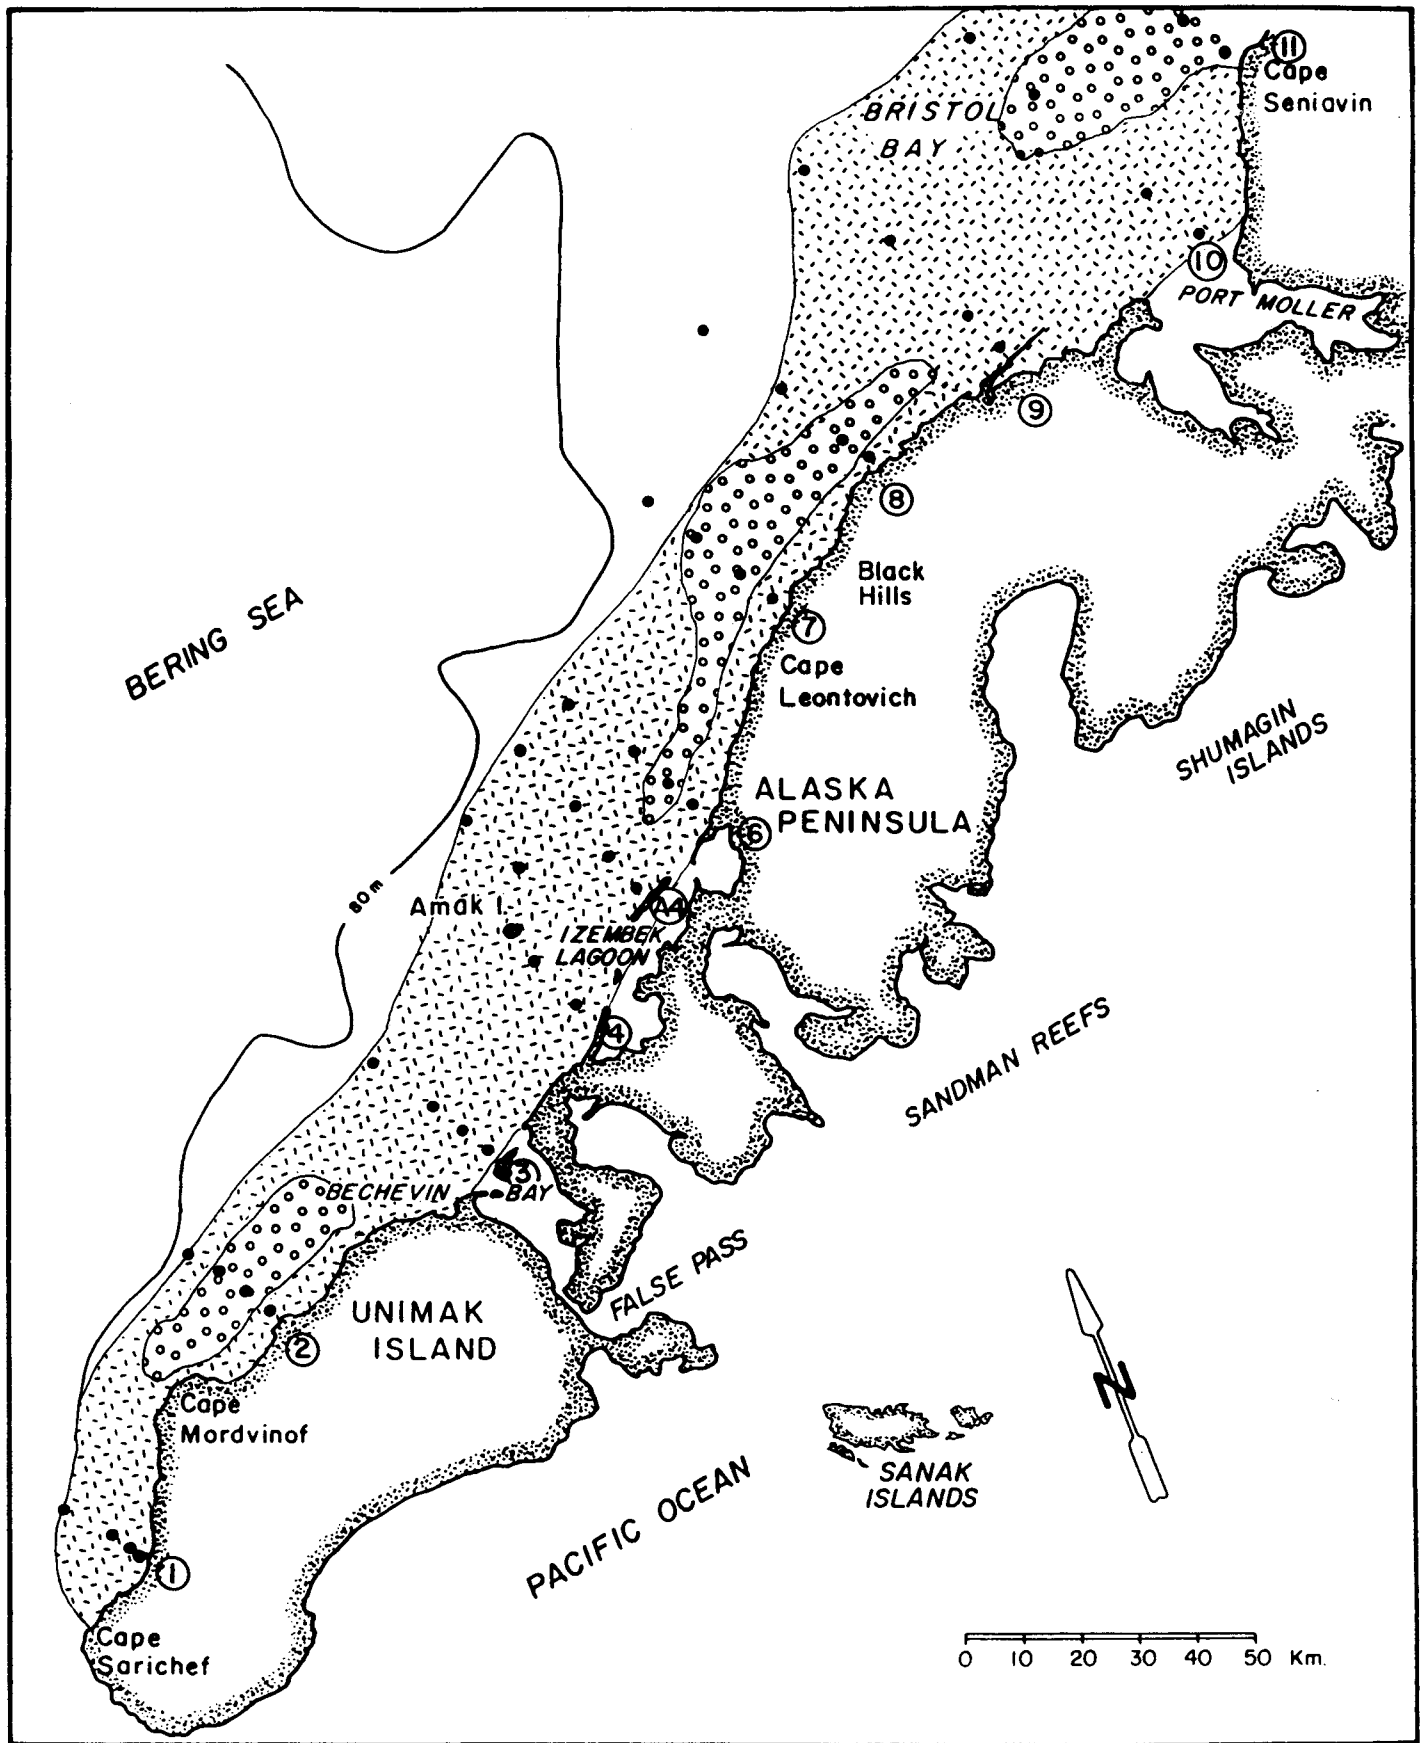 11
Cape
Seniavin
BRISTOL
BAY
10
PORT MOLLER
9
8
Black
Hills
BERING SEA
7
Cape
Leontovich
SHUMAGIN
ISLANDS
ALASKA
PENINSULA
6
80m
Amak I.
A4
IZEMBEK
LAGOON
4
SANDMAN REEFS
3
BECHEVIN BAY
FALSE PASS
UNIMAK
ISLAND
2
N
Cape
Mordvinof
SANAK
ISLANDS
PACIFIC OCEAN
1
Cape
Sarichef
0 10 20 30 40 50 Km.